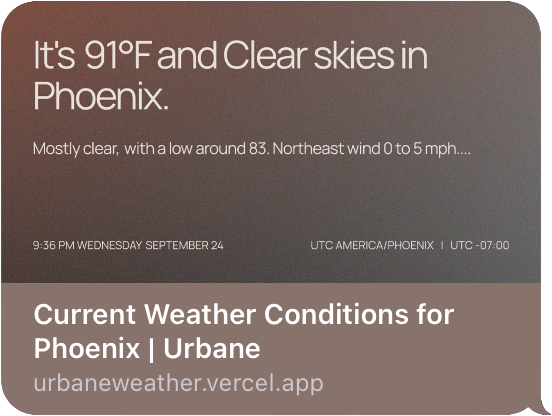 It's 91°F and Clear skies in
Phoenix.
Mostly clear, with a low around 83. Northeast wind 0 to 5 mph....
9:36 PM WEDNESDAY SEPTEMBER 24
UTC AMERICA/PHOENIX | UTC -07:00
Current Weather Conditions for
Phoenix | Urbane
urbaneweather.vercel.app